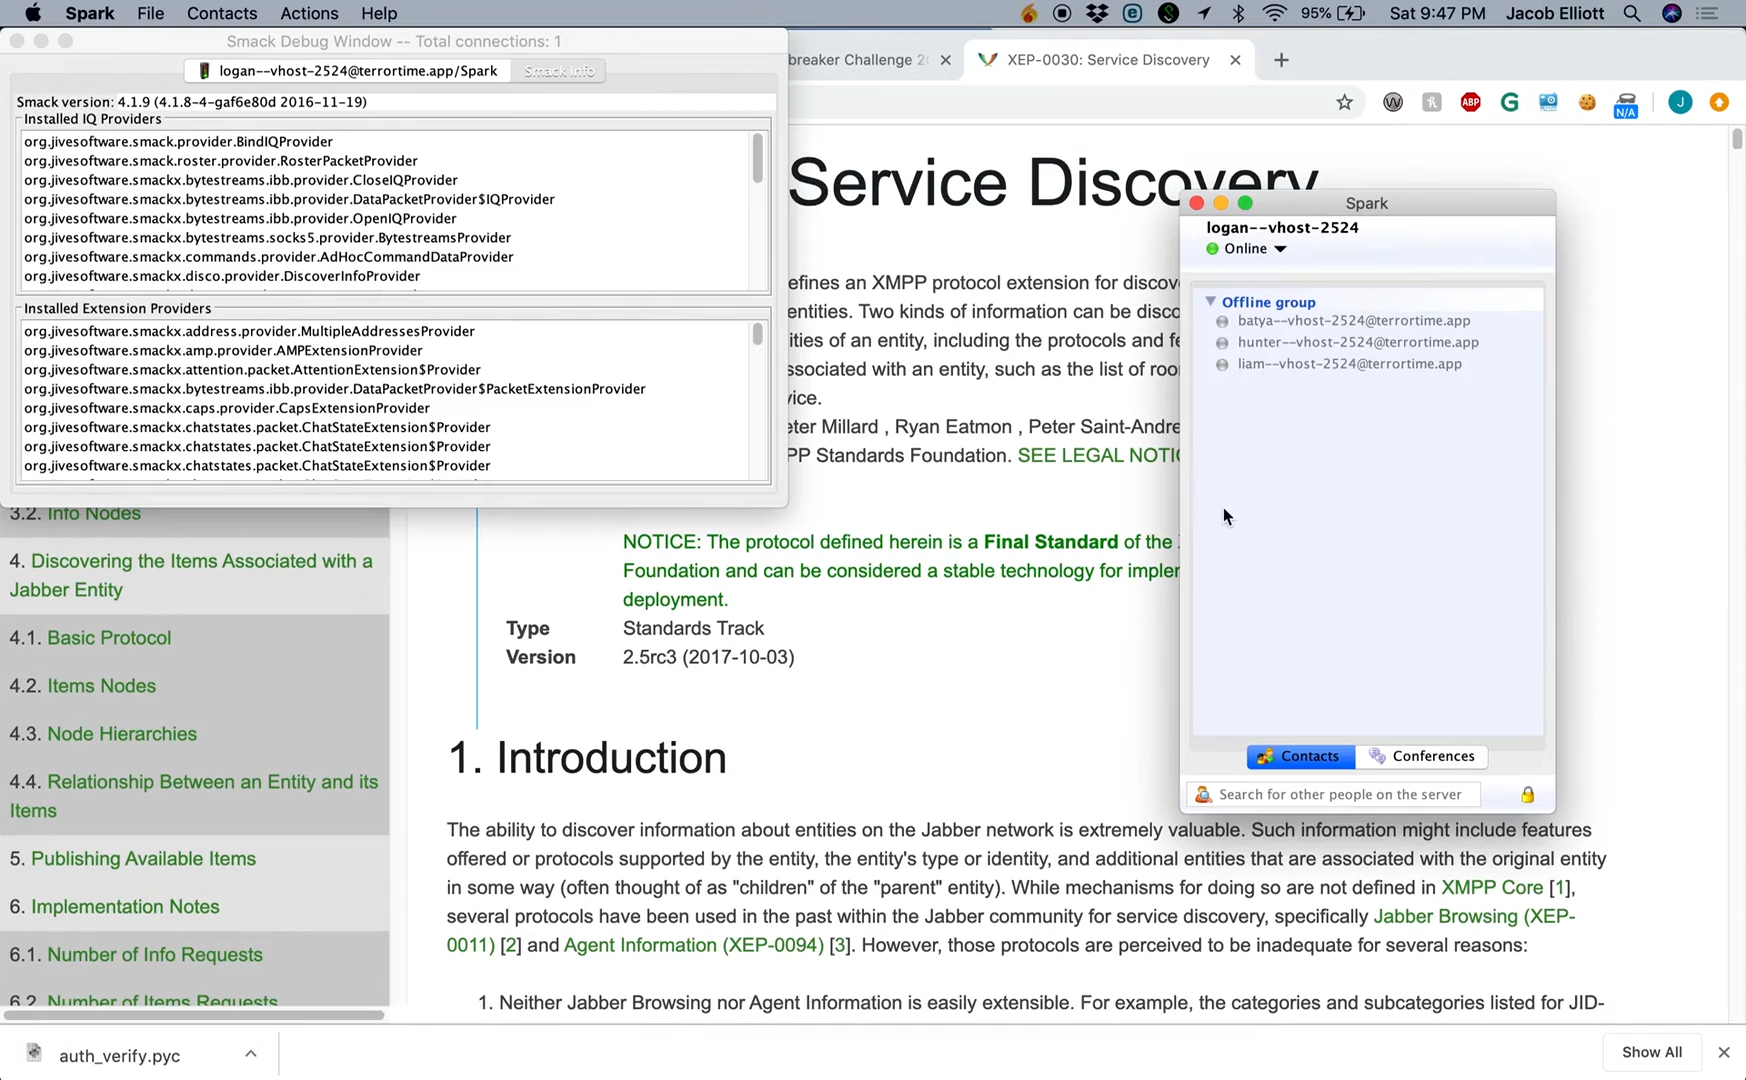 Spark File Contacts Actions Help
95% Sat 9:47 PM Jacob Elliott
Smack Debug Window -- Total connections: 1
logan--vhost-2524@terrortime.app/Spark Smack Info
Smack version: 4.1.9 (4.1.8-4-gaf6e80d 2016-11-19)
Installed IQ Providers
org.jivesoftware.smack.provider.BindIQProvider
org.jivesoftware.smack.roster.provider.RosterPacketProvider
org.jivesoftware.smackx.bytestreams.ibb.provider.CloseIQProvider
org.jivesoftware.smackx.bytestreams.ibb.provider.DataPacketProvider$IQProvider
org.jivesoftware.smackx.bytestreams.ibb.provider.OpenIQProvider
org.jivesoftware.smackx.bytestreams.socks5.provider.BytestreamsProvider
org.jivesoftware.smackx.commands.provider.AdHocCommandDataProvider
org.jivesoftware.smackx.disco.provider.DiscoverInfoProvider
Installed Extension Providers
org.jivesoftware.smackx.address.provider.MultipleAddressesProvider
org.jivesoftware.smackx.amp.provider.AMPExtensionProvider
org.jivesoftware.smackx.attention.packet.AttentionExtension$Provider
org.jivesoftware.smackx.bytestreams.ibb.provider.DataPacketProvider$PacketExtensionProvider
org.jivesoftware.smackx.caps.provider.CapsExtensionProvider
org.jivesoftware.smackx.chatstates.packet.ChatStateExtension$Provider
org.jivesoftware.smackx.chatstates.packet.ChatStateExtension$Provider
org.jivesoftware.smackx.chatstates.packet.ChatStateExtension$Provider
breaker Challenge 2 XEP-0030: Service Discovery
ABP N/A J
Service Discovery
efines an XMPP protocol extension for discov
entities. Two kinds of information can be disco
ities of an entity, including the protocols and fe
ssociated with an entity, such as the list of roo
vice.
eter Millard , Ryan Eatmon , Peter Saint-Andre
PP Standards Foundation. SEE LEGAL NOTIC
NOTICE: The protocol defined herein is a Final Standard of the
Foundation and can be considered a stable technology for impler
deployment.
Type Standards Track
Version 2.5rc3 (2017-10-03)
Spark
logan--vhost-2524
Online
Offline group
batya--vhost-2524@terrortime.app
hunter--vhost-2524@terrortime.app
liam--vhost-2524@terrortime.app
Contacts Conferences
Search for other people on the server
3.2. Info Nodes
4. Discovering the Items Associated with a
Jabber Entity
4.1. Basic Protocol
4.2. Items Nodes
4.3. Node Hierarchies
4.4. Relationship Between an Entity and its
Items
5. Publishing Available Items
6. Implementation Notes
6.1. Number of Info Requests
6.2. Number of Items Requests
1. Introduction
The ability to discover information about entities on the Jabber network is extremely valuable. Such information might include features
offered or protocols supported by the entity, the entity's type or identity, and additional entities that are associated with the original entity
in some way (often thought of as "children" of the "parent" entity). While mechanisms for doing so are not defined in XMPP Core [1],
several protocols have been used in the past within the Jabber community for service discovery, specifically Jabber Browsing (XEP-
0011) [2] and Agent Information (XEP-0094) [3]. However, those protocols are perceived to be inadequate for several reasons:
1. Neither Jabber Browsing nor Agent Information is easily extensible. For example, the categories and subcategories listed for JID-
auth_verify.pyc
Show All